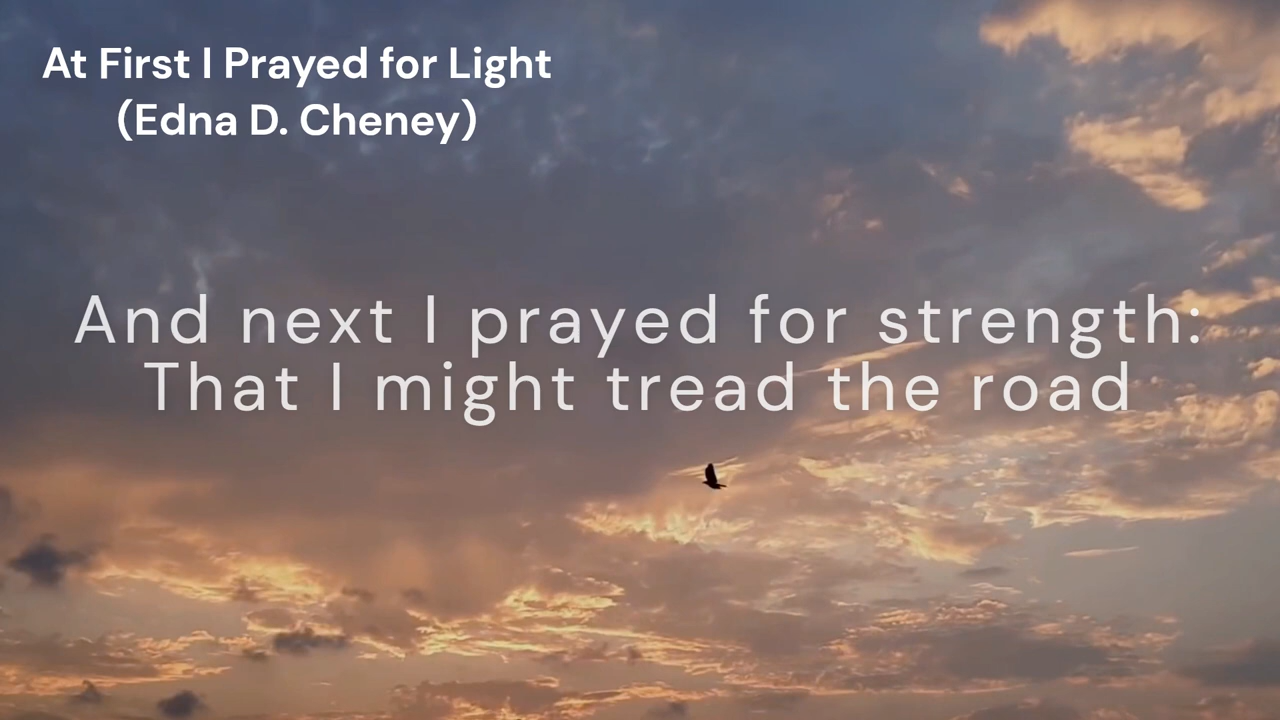 At First I Prayed for Light
(Edna D. Cheney)
And next I prayed for strength:
That I might tread the road